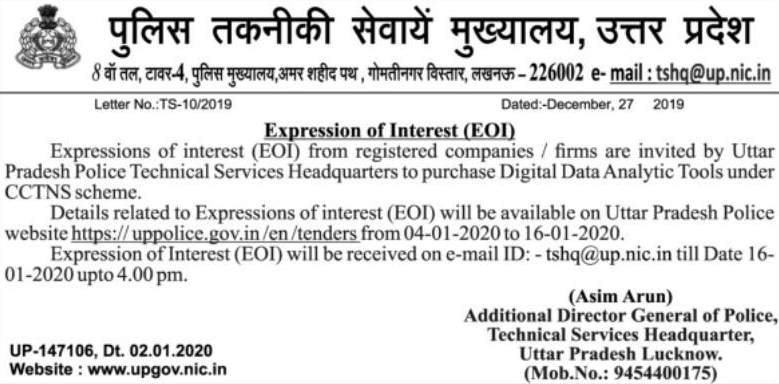 पुलिस तकनीकी सेवायें मुख्यालय, उत्तर प्रदेश
8 वॉ तल, टावर-4, पुलिस मुख्यालय,अमर शहीद पथ , गोमतीनगर विस्तार, लखनऊ - 226002 e- mail : tshq@up.nic.in
Letter No.:TS-10/2019 Dated:-December, 27 2019
Expression of Interest (EOI)
Expressions of interest (EOI) from registered companies / firms are invited by Uttar
Pradesh Police Technical Services Headquarters to purchase Digital Data Analytic Tools under
CCTNS scheme.
Details related to Expressions of interest (EOI) will be available on Uttar Pradesh Police
website https:// uppolice.gov.in /en /tenders from 04-01-2020 to 16-01-2020.
Expression of Interest (EOI) will be received on e-mail ID: - tshq@up.nic.in till Date 16-
01-2020 upto 4.00 pm.
(Asim Arun)
Additional Director General of Police,
Technical Services Headquarter,
Uttar Pradesh Lucknow.
(Mob.No.: 9454400175)
UP-147106, Dt. 02.01.2020
Website : www.upgov.nic.in